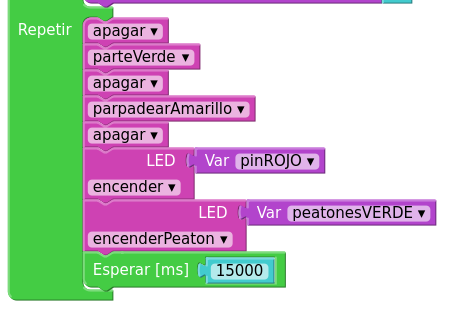 Repetir apagar ▾
parteVerde ▾
apagar ▾
parpadearAmarillo ▾
apagar ▾
LED Var pinROJO ▾
encender ▾
LED Var peatonesVERDE ▾
encenderPeaton ▾
Esperar [ms] 15000